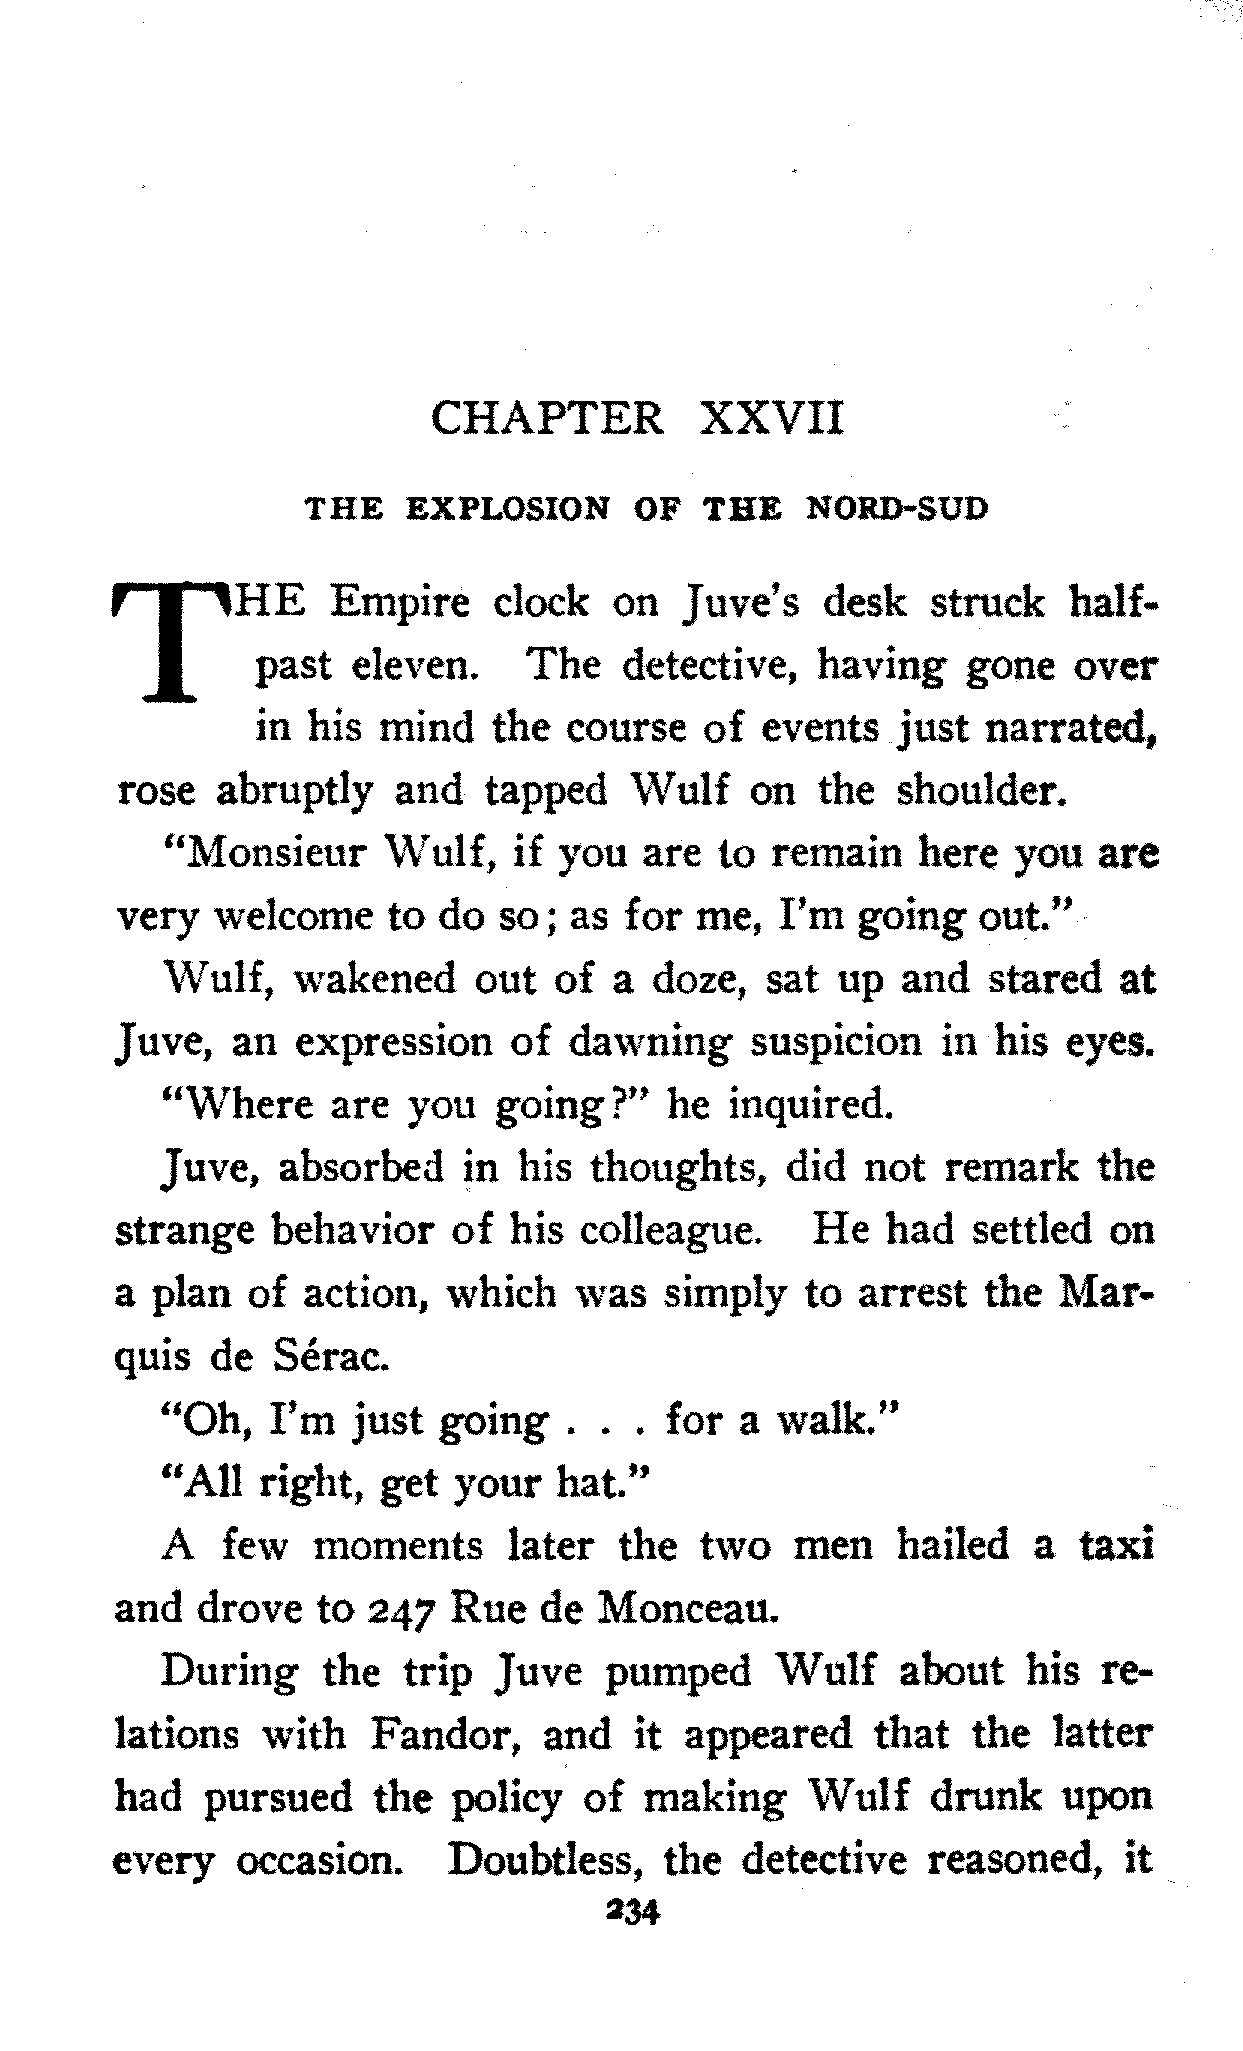 CHAPTER XXVII
THE EXPLOSION OF THE NORD-SUD
THE Empire clock on Juve's desk struck half-
past eleven. The detective, having gone over
in his mind the course of events just narrated,
rose abruptly and tapped Wulf on the shoulder.
"Monsieur Wulf, if you are to remain here you are
very welcome to do so; as for me, I'm going out."
Wulf, wakened out of a doze, sat up and stared at
Juve, an expression of dawning suspicion in his eyes.
"Where are you going?" he inquired.
Juve, absorbed in his thoughts, did not remark the
strange behavior of his colleague. He had settled on
a plan of action, which was simply to arrest the Mar-
quis de Sérac.
"Oh, I'm just going . . . for a walk."
"All right, get your hat."
A few moments later the two men hailed a taxi
and drove to 247 Rue de Monceau.
During the trip Juve pumped Wulf about his re-
lations with Fandor, and it appeared that the latter
had pursued the policy of making Wulf drunk upon
every occasion. Doubtless, the detective reasoned, it
234